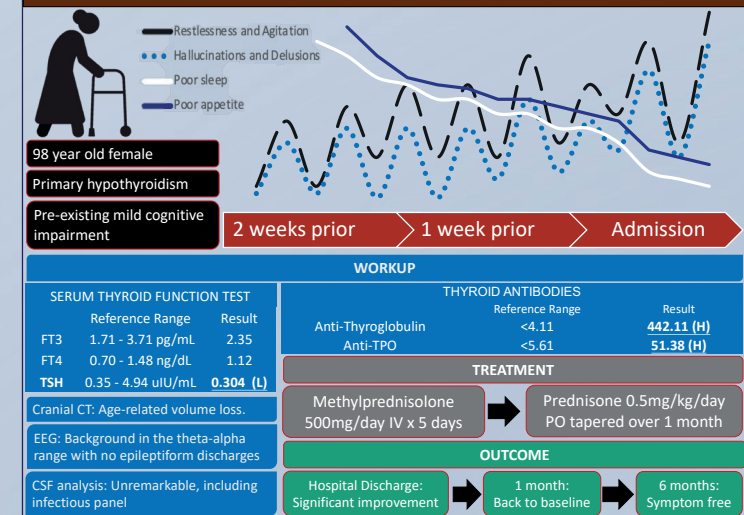 Restlessness and Agitation
Hallucinations and Delusions
Poor sleep
Poor appetite
98 year old female
Primary hypothyroidism
Pre-existing mild cognitive
impairment
2 weeks prior
1 week prior
Admission
WORKUP
SERUM THYROID FUNCTION TEST
Reference Range Result
FT3 1.71 - 3.71 pg/mL 2.35
FT4 0.70 - 1.48 ng/dL 1.12
TSH 0.35 - 4.94 uIU/mL 0.304 (L)
Cranial CT: Age-related volume loss.
EEG: Background in the theta-alpha
range with no epileptiform discharges
CSF analysis: Unremarkable, including
infectious panel
THYROID ANTIBODIES
Reference Range Result
Anti-Thyroglobulin <4.11 442.11 (H)
Anti-TPO <5.61 51.38 (H)
TREATMENT
Methylprednisolone
500mg/day IV x 5 days
Prednisone 0.5mg/kg/day
PO tapered over 1 month
OUTCOME
Hospital Discharge:
Significant improvement
1 month:
Back to baseline
6 months:
Symptom free